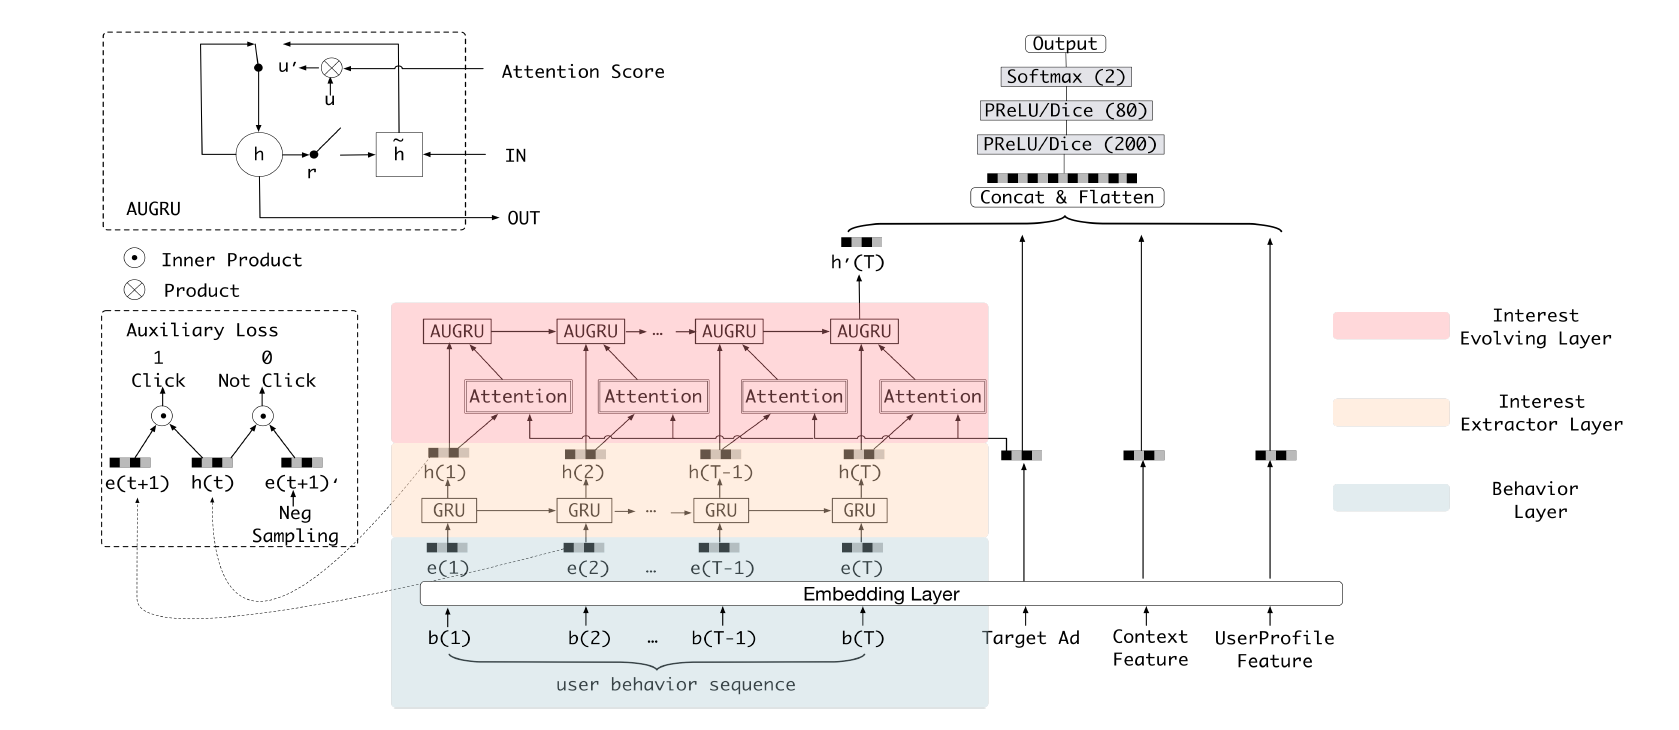 Output
Softmax (2)
PReLU/Dice (80)
PReLU/Dice (200)
Concat & Flatten
u′
u
Attention Score
h
r
h̃
IN
AUGRU
OUT
Inner Product
Product
h′(T)
Auxiliary Loss
1
Click
0
Not Click
e(t+1)
h(t)
e(t+1)′
Neg
Sampling
AUGRU
AUGRU
...
AUGRU
AUGRU
Attention
Attention
Attention
Attention
h(1)
h(2)
h(T-1)
h(T)
GRU
GRU
...
GRU
GRU
e(1)
e(2)
...
e(T-1)
e(T)
Embedding Layer
b(1)
b(2)
...
b(T-1)
b(T)
Target Ad
Context
Feature
UserProfile
Feature
user behavior sequence
Interest
Evolving Layer
Interest
Extractor Layer
Behavior
Layer